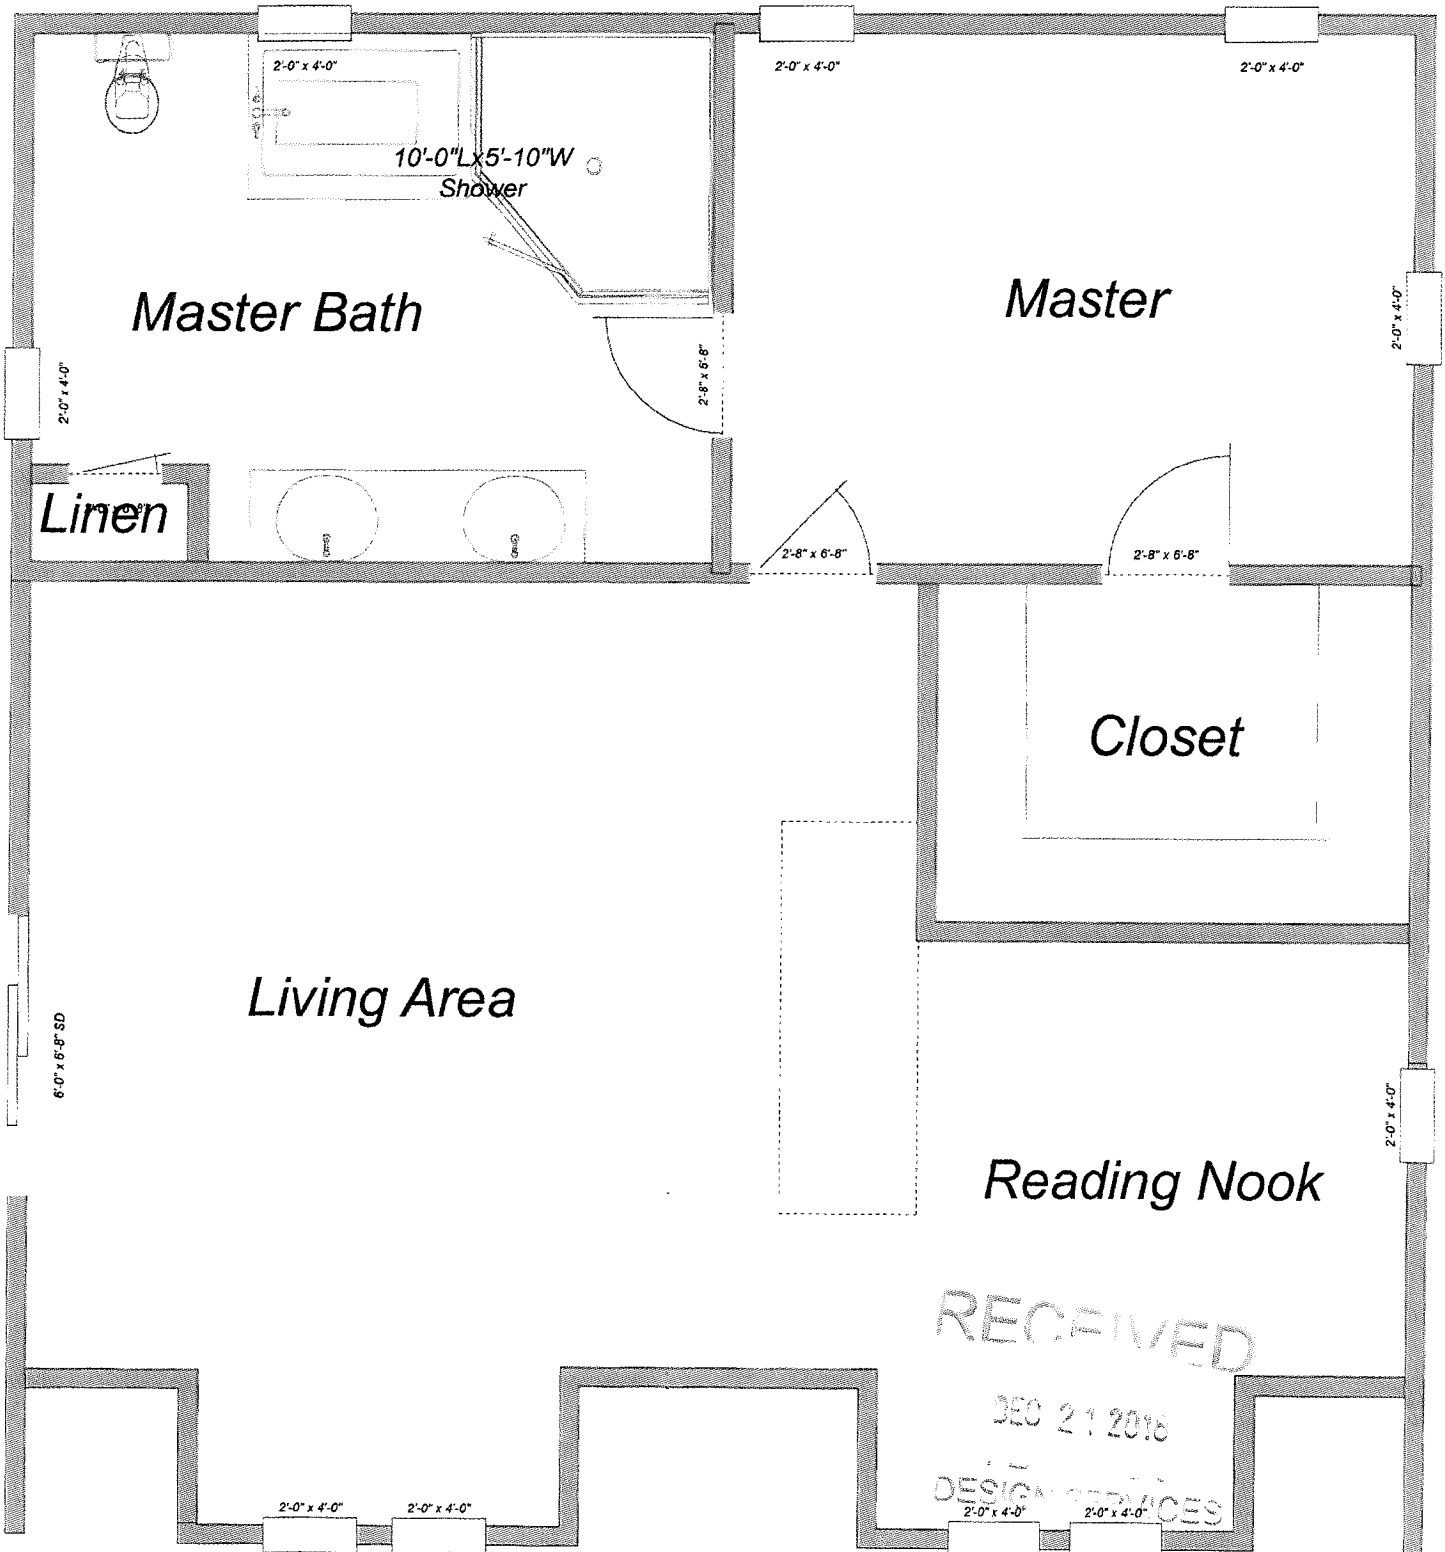 2'-0" x 4'-0"
2'-0" x 4'-0"
2'-0" x 4'-0"
10'-0"Lx5'-10"W
Shower
Master Bath
Master
2'-0" x 4'-0"
2'-0" x 4'-0"
2'-8" x 6'-8"
Linen
2'-8" x 6'-8"
2'-8" x 6'-8"
Closet
Living Area
6'-0" x 6'-8" SD
2'-0" x 4'-0"
Reading Nook
RECEIVED
DEC 21
DESIGN SERVICES
2'-0" x 4'-0"
2'-0" x 4'-0"
2'-0" x 4'-0"
2'-0" x 4'-0"